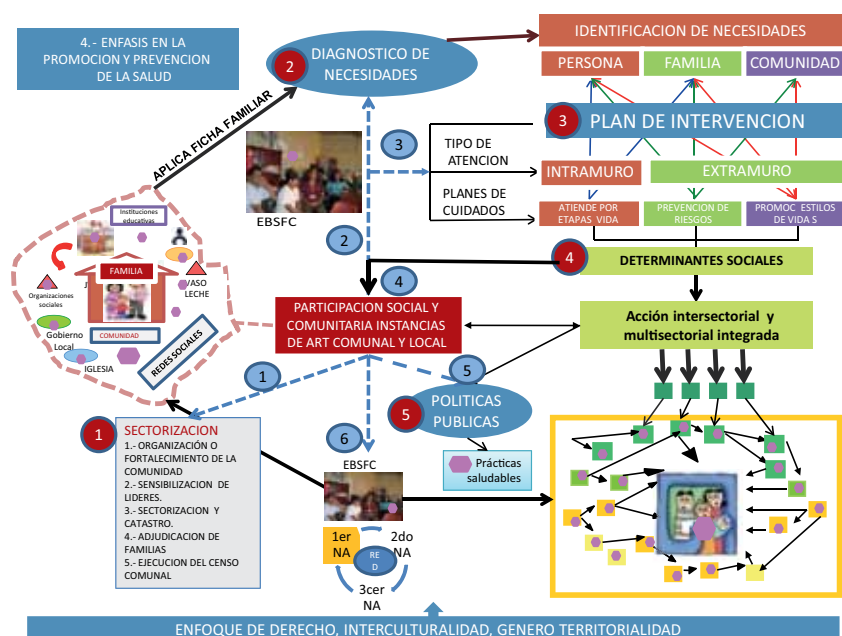 4.- ENFASIS EN LA
PROMOCION Y PREVENCION
DE LA SALUD
2
DIAGNOSTICO DE
NECESIDADES
IDENTIFICACION DE NECESIDADES
PERSONA
FAMILIA
COMUNIDAD
3
PLAN DE INTERVENCION
APLICA FICHA FAMILIAR
3
TIPO DE
ATENCION
PLANES DE
CUIDADOS
INTRAMURO
EXTRAMURO
ATIENDE POR
ETAPAS VIDA
PREVENCION DE
RIESGOS
PROMOC ESTILOS
DE VIDA S
EBSFC
2
4
DETERMINANTES SOCIALES
Instituciones
educativas
FAMILIA
VASO
LECHE
Organizaciones
sociales
Gobierno
Local
COMUNIDAD
IGLESIA
REDES SOCIALES
4
PARTICIPACION SOCIAL Y
COMUNITARIA INSTANCIAS
DE ART COMUNAL Y LOCAL
Acción intersectorial y
multisectorial integrada
1
5
5
POLITICAS
PUBLICAS
Prácticas
saludables
1
SECTORIZACION
1.- ORGANIZACIÓN O
FORTALECIMIENTO DE LA
COMUNIDAD
2.- SENSIBILIZACION DE
LIDERES.
3.- SECTORIZACION Y
CATASTRO.
4.- ADJUDICACION DE
FAMILIAS
5.- EJECUCION DEL CENSO
COMUNAL
6
EBSFC
1er
NA
2do
NA
RE
D
3cer
NA
ENFOQUE DE DERECHO, INTERCULTURALIDAD, GENERO TERRITORIALIDAD